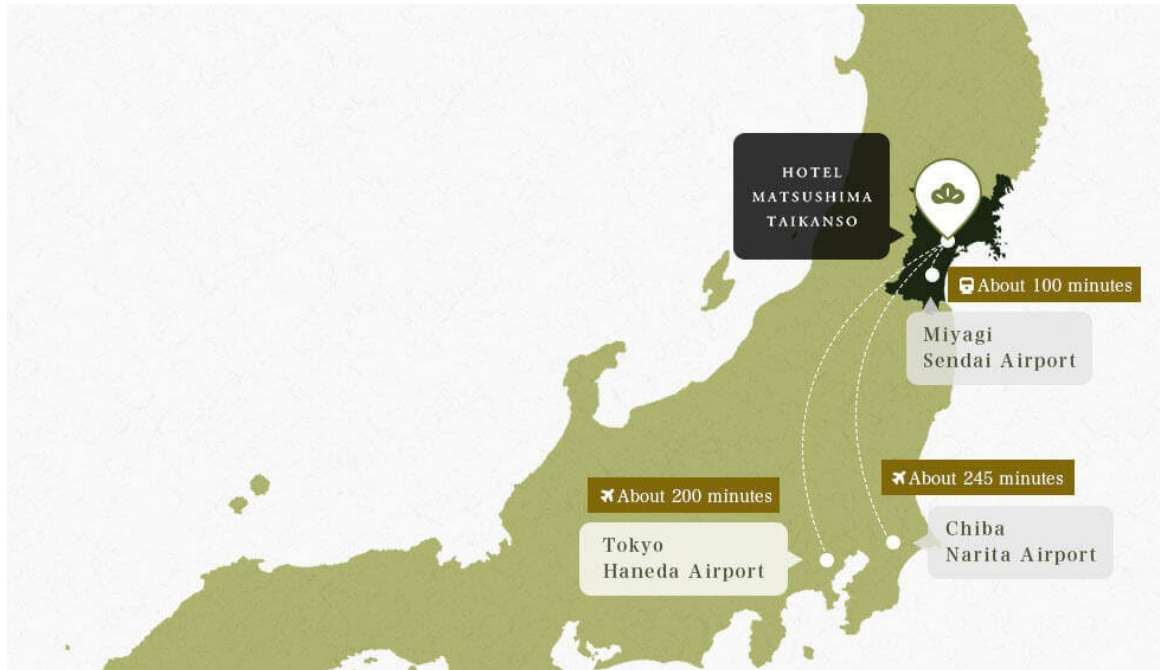 HOTEL
MATSUSHIMA
TAIKANSO
About 100 minutes
Miyagi
Sendai Airport
About 200 minutes
Tokyo
Haneda Airport
About 245 minutes
Chiba
Narita Airport